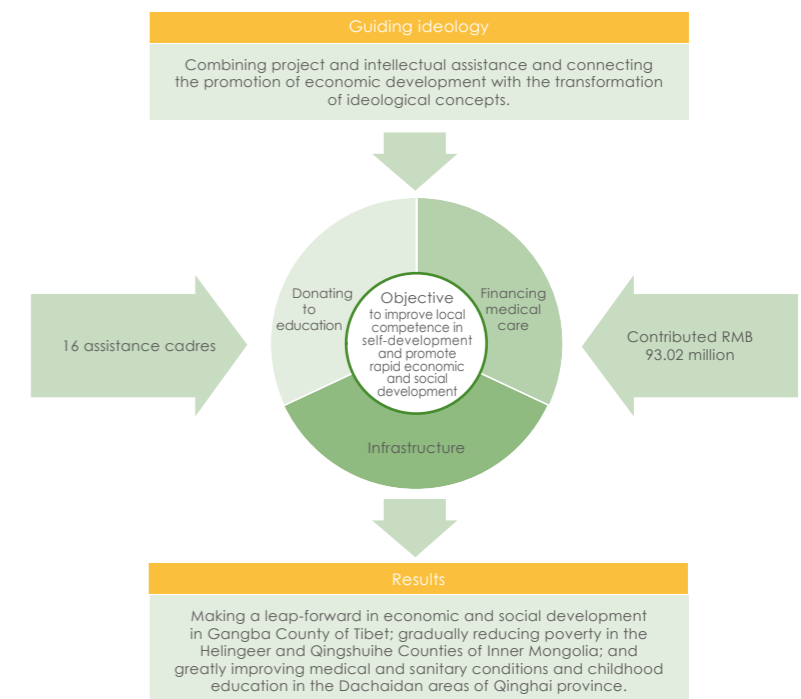 Guiding ideology
Combining project and intellectual assistance and connecting
the promotion of economic development with the transformation
of ideological concepts.
Donating
to
education
Objective
to improve local
competence in
self-development
and promote
rapid economic
and social
development
Financing
medical
care
16 assistance cadres
Contributed RMB
93.02 million
Infrastructure
Results
Making a leap-forward in economic and social development
in Gangba County of Tibet; gradually reducing poverty in the
Helingeer and Qingshuihe Counties of Inner Mongolia; and
greatly improving medical and sanitary conditions and childhood
education in the Dachaidan areas of Qinghai province.